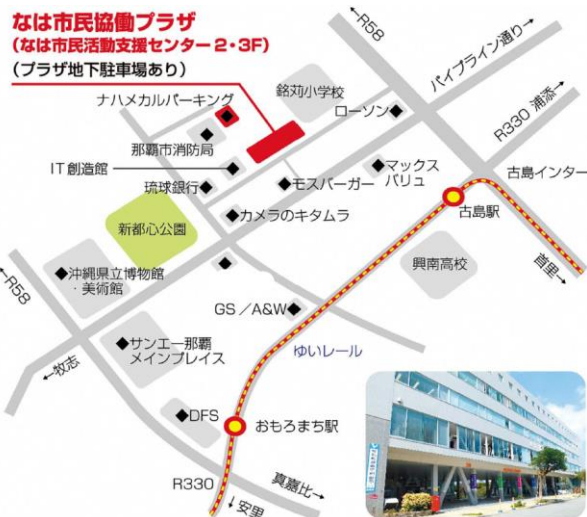 なは市民協働プラザ
(なは市民活動支援センター2・3F)
(プラザ地下駐車場あり)
ナハメカルパーキング
銘苅小学校
ローソン
パイプライン通り→
←R58
R330 浦添→
那覇市消防局
IT創造館
琉球銀行
モスバーガー
マックス
バリュ
古島インター
古島駅
カメラのキタムラ
新都心公園
興南高校
首里→
←R58
沖縄県立博物館
・美術館
GS/A&W
ゆいレール
サンエー那覇
メインプレイス
←牧志
DFS
おもろまち駅
R330
↓安里
真嘉比→